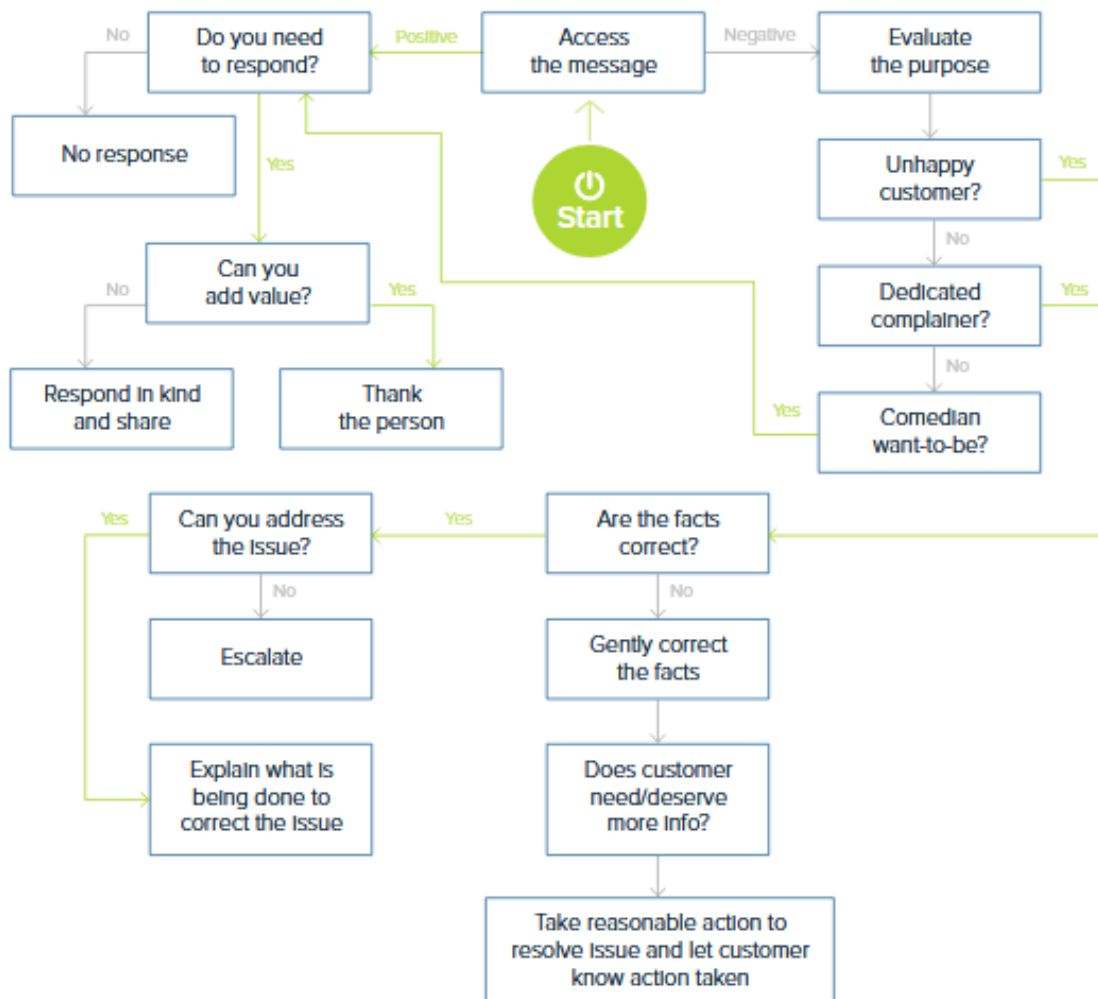 No
Do you need
to respond?
Positive
Access
the message
Negative
Evaluate
the purpose
No response
Yes
Start
Unhappy
customer?
Yes
No
Can you
add value?
No
Yes
Dedicated
complainer?
Yes
No
Respond in kind
and share
Thank
the person
Yes
Comedian
want-to-be?
Yes
Can you address
the issue?
Yes
Are the facts
correct?
No
No
Escalate
Gently correct
the facts
Explain what is
being done to
correct the issue
Does customer
need/deserve
more info?
Take reasonable action to
resolve issue and let customer
know action taken